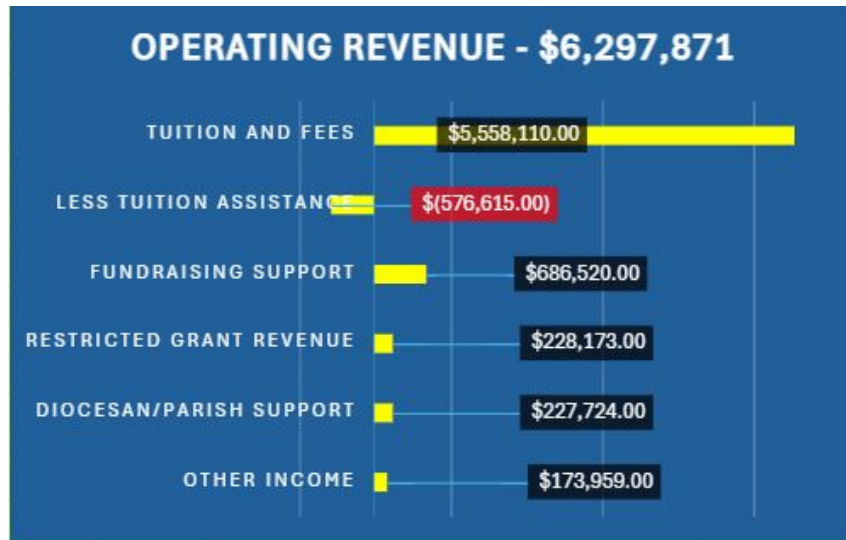 OPERATING REVENUE - $6,297,871
TUITION AND FEES $5,558,110.00
LESS TUITION ASSISTANCE $(576,615.00)
FUNDRAISING SUPPORT $686,520.00
RESTRICTED GRANT REVENUE $228,173.00
DIOCESAN/PARISH SUPPORT $227,724.00
OTHER INCOME $173,959.00